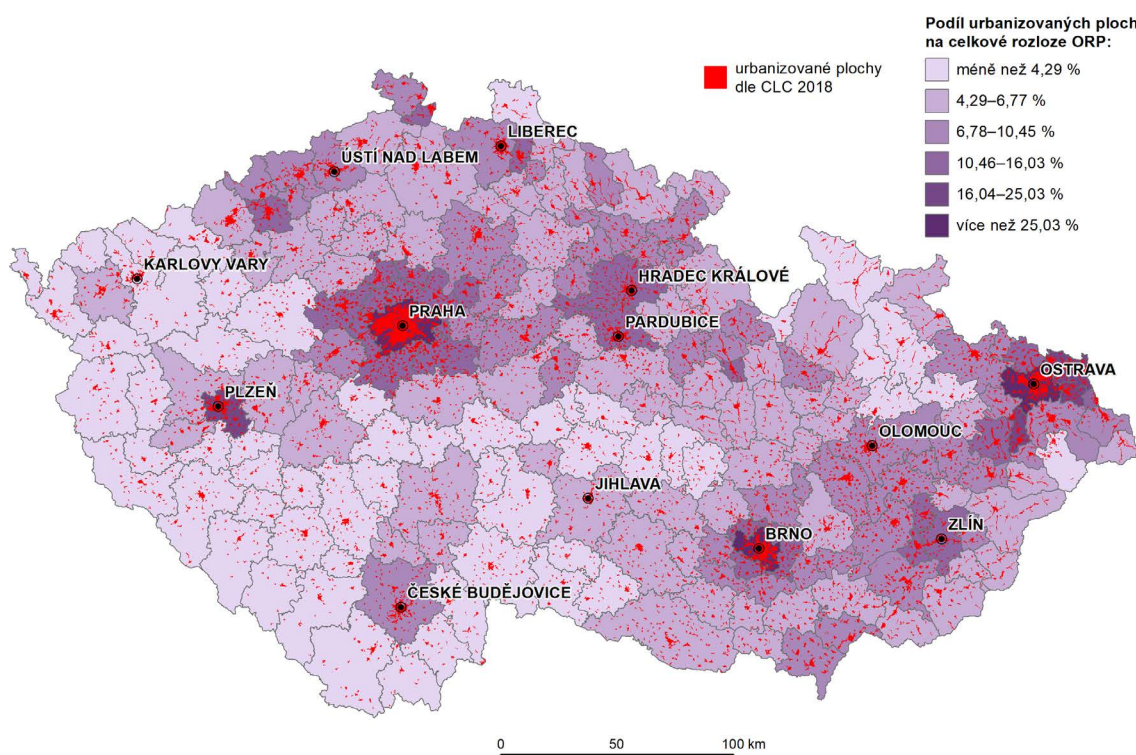 Podíl urbanizovaných ploch
na celkové rozloze ORP:
urbanizované plochy
dle CLC 2018
méně než 4,29 %
4,29–6,77 %
6,78–10,45 %
10,46–16,03 %
16,04–25,03 %
více než 25,03 %
LIBEREC
ÚSTÍ NAD LABEM
KARLOVY VARY
HRADEC KRÁLOVÉ
PRAHA
PARDUBICE
PLZEŇ
OSTRAVA
OLOMOUC
JIHLAVA
BRNO
ZLÍN
ČESKÉ BUDĚJOVICE
0 50 100 km